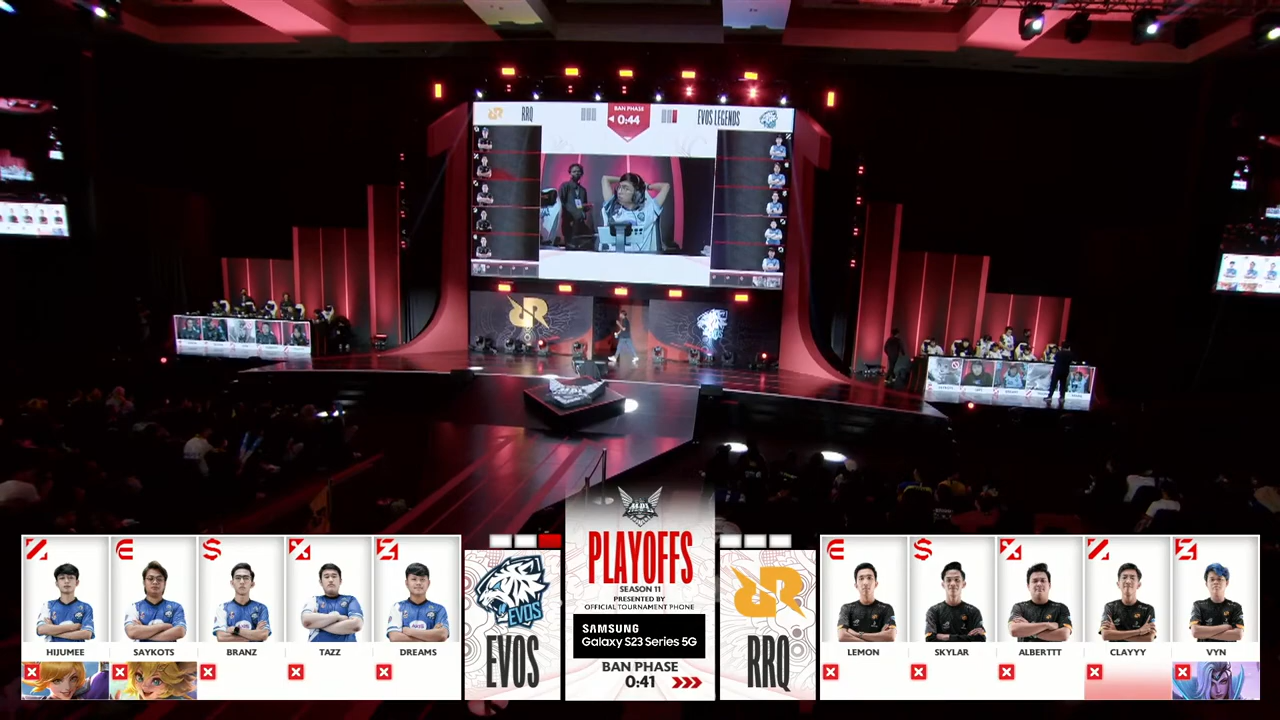 RRQ
BAN PHASE
0:44
EVOS LEGENDS
PLAYOFFS
SEASON 11
PRESENTED BY
OFFICIAL TOURNAMENT PHONE
SAMSUNG
Galaxy S23 Series 5G
BAN PHASE
0:41
HIJUMEE
SAYKOTS
BRANZ
TAZZ
DREAMS
EVOS
EVOS
RRQ
LEMON
SKYLAR
ALBERTTT
CLAYYY
VYN